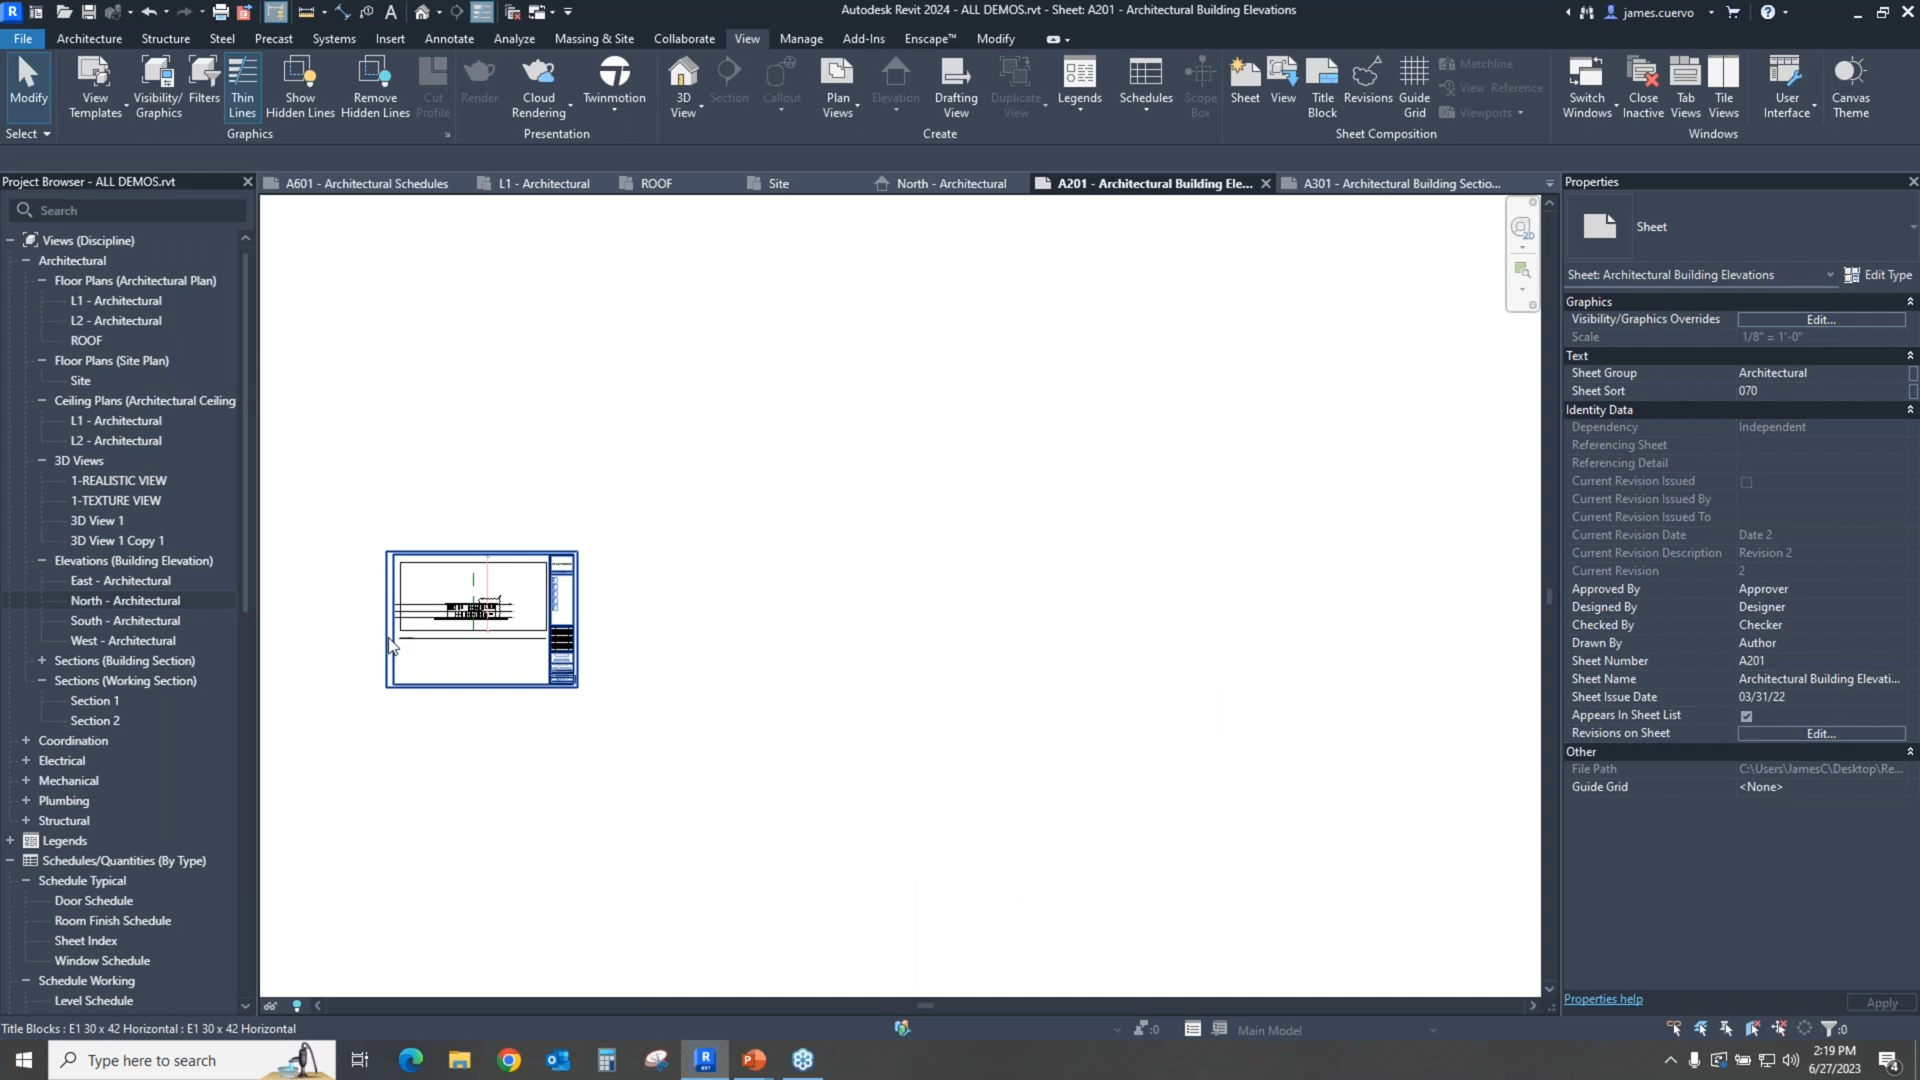 Autodesk Revit 2024 - ALL DEMOS.rvt - Sheet: A201 - Architectural Building Elevations
james.cuervo
File
Architecture
Structure
Steel
Precast
Systems
Insert
Annotate
Analyze
Massing & Site
Collaborate
View
Manage
Add-Ins
Enscape™
Modify
Modify
View
Templates
Visibility/
Graphics
Filters
Thin
Lines
Show
Hidden Lines
Remove
Hidden Lines
Cut
Profile
Render
Cloud
Rendering
Twinmotion
3D
View
Section
Callout
Plan
Views
Elevation
Drafting
View
Duplicate
View
Legends
Schedules
Scope
Box
Sheet
View
Title
Block
Revisions
Guide
Grid
Matchline
View Reference
Viewports
Switch
Windows
Close
Inactive
Tab
Views
Tile
Views
User
Interface
Canvas
Theme
Select
Graphics
Presentation
Create
Sheet Composition
Windows
Project Browser - ALL DEMOS.rvt
A601 - Architectural Schedules
L1 - Architectural
ROOF
Site
North - Architectural
A201 - Architectural Building Ele...
A301 - Architectural Building Sectio...
Properties
Search
Views (Discipline)
Architectural
Floor Plans (Architectural Plan)
L1 - Architectural
L2 - Architectural
ROOF
Floor Plans (Site Plan)
Site
Ceiling Plans (Architectural Ceiling
L1 - Architectural
L2 - Architectural
3D Views
1-REALISTIC VIEW
1-TEXTURE VIEW
3D View 1
3D View 1 Copy 1
Elevations (Building Elevation)
East - Architectural
North - Architectural
South - Architectural
West - Architectural
Sections (Building Section)
Sections (Working Section)
Section 1
Section 2
Coordination
Electrical
Mechanical
Plumbing
Structural
Legends
Schedules/Quantities (By Type)
Schedule Typical
Door Schedule
Room Finish Schedule
Sheet Index
Window Schedule
Schedule Working
Level Schedule
2D
Sheet
Sheet: Architectural Building Elevations
Edit Type
Graphics
Visibility/Graphics Overrides Edit...
Scale 1/8" = 1'-0"
Text
Sheet Group Architectural
Sheet Sort 070
Identity Data
Dependency Independent
Referencing Sheet
Referencing Detail
Current Revision Issued
Current Revision Issued By
Current Revision Issued To
Current Revision Date Date 2
Current Revision Description Revision 2
Current Revision 2
Approved By Approver
Designed By Designer
Checked By Checker
Drawn By Author
Sheet Number A201
Sheet Name Architectural Building Elevati...
Sheet Issue Date 03/31/22
Appears In Sheet List
Revisions on Sheet Edit...
Other
File Path C:\Users\JamesC\Desktop\Re...
Guide Grid <None>
Properties help
Apply
Title Blocks : E1 30 x 42 Horizontal : E1 30 x 42 Horizontal
:0
Main Model
:0
Type here to search
2:19 PM
6/27/2023
4